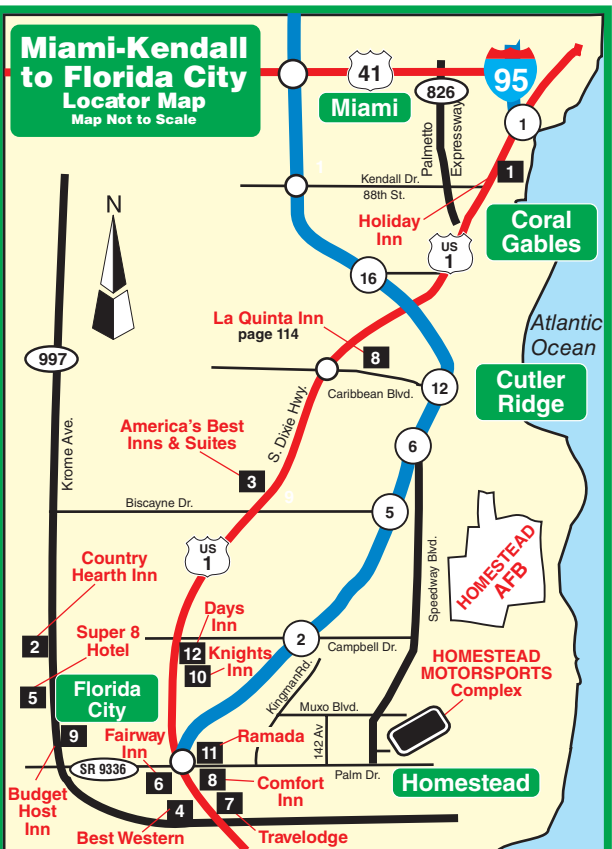 Miami-Kendall
to Florida City
Locator Map
Map Not to Scale
41
Miami
826
Palmetto
Expressway
95
1
1
Kendall Dr.
88th St.
1
Holiday
Inn
Coral
Gables
US
1
N
16
La Quinta Inn
page 114
8
Atlantic
Ocean
997
Caribbean Blvd.
12
Cutler
Ridge
Krome Ave.
S. Dixie Hwy.
America's Best
Inns & Suites
6
3
9
Biscayne Dr.
5
HOMESTEAD
AFB
US
1
Speedway Blvd.
Country
Hearth Inn
Days
Inn
2
Super 8
Hotel
12
Knights
Inn
10
2
Campbell Dr.
HOMESTEAD
MOTORSPORTS
Complex
KingmanRd.
5
Florida
City
Muxo Blvd.
142 Av
9
Fairway
Inn
11
Ramada
SR 9336
Palm Dr.
6
8
Comfort
Inn
Homestead
Budget
Host
Inn
4
7
Best Western
Travelodge